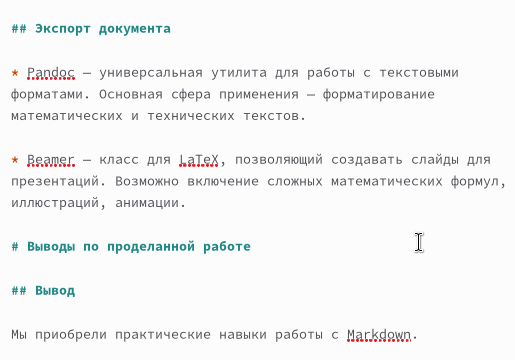 ## Экспорт документа
* Pandoc — универсальная утилита для работы с текстовыми
форматами. Основная сфера применения — форматирование
математических и технических текстов.
* Beamer — класс для LaTeX, позволяющий создавать слайды для
презентаций. Возможно включение сложных математических формул,
иллюстраций, анимации.
# Выводы по проделанной работе
## Вывод
Мы приобрели практические навыки работы с Markdown.